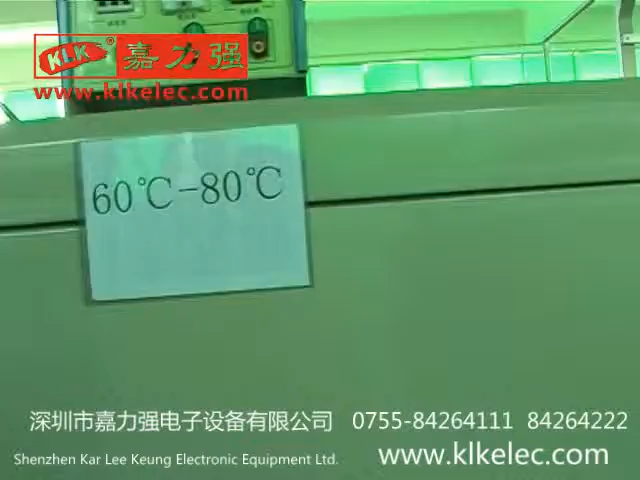 KLK 嘉力强
www.klkelec.com
60℃-80℃
深圳市嘉力强电子设备有限公司 0755-84264111 84264222
Shenzhen Kar Lee Keung Electronic Equipment Ltd. www.klkelec.com